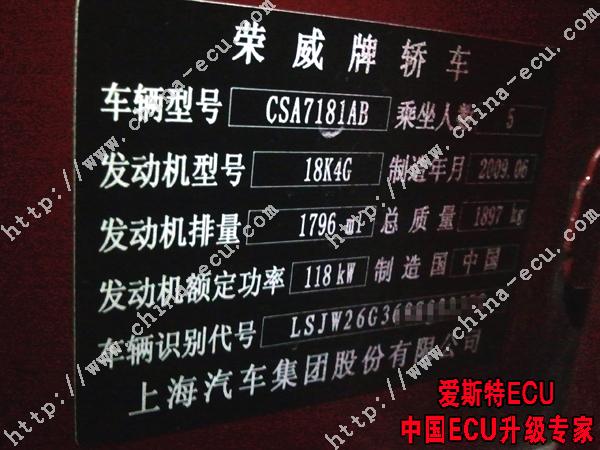 荣威牌轿车
车辆型号 CSA7181AB 乘坐人数 5
发动机型号 18K4G 制造年月 2009.06
发动机排量 1796 ml 总质量 1897 kg
发动机额定功率 118 kW 制造国 中国
车辆识别代号 LSJW26G36
上海汽车集团股份有限公司
爱斯特ECU
中国ECU升级专家
http://www.china-ecu.com